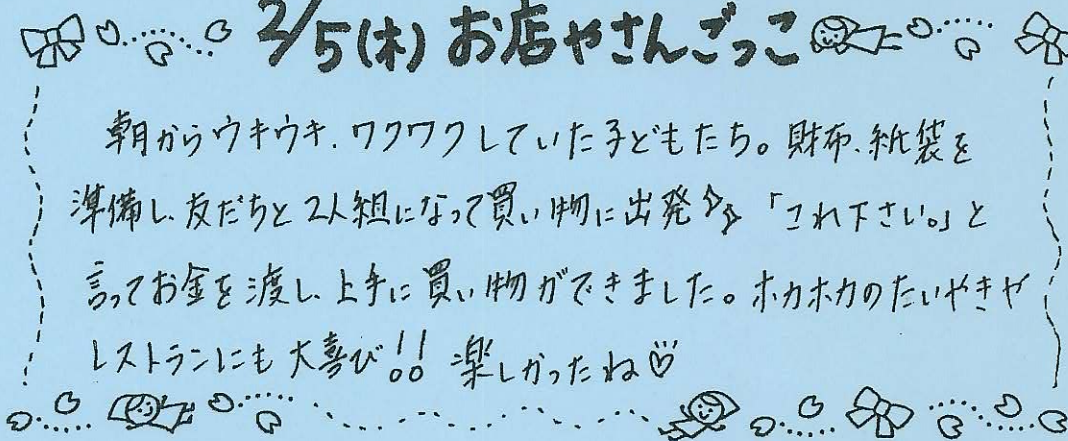 2/5(木) お店やさんごっこ
朝からウキウキ、ワクワクしていた子どもたち。財布、紙袋を
準備し、友だちと2人組になって買い物に出発♪♪「これ下さい。」と
言ってお金を渡し、上手に買い物ができました。ホカホカのたいやきや
レストランにも大喜び!! 楽しかったね♡